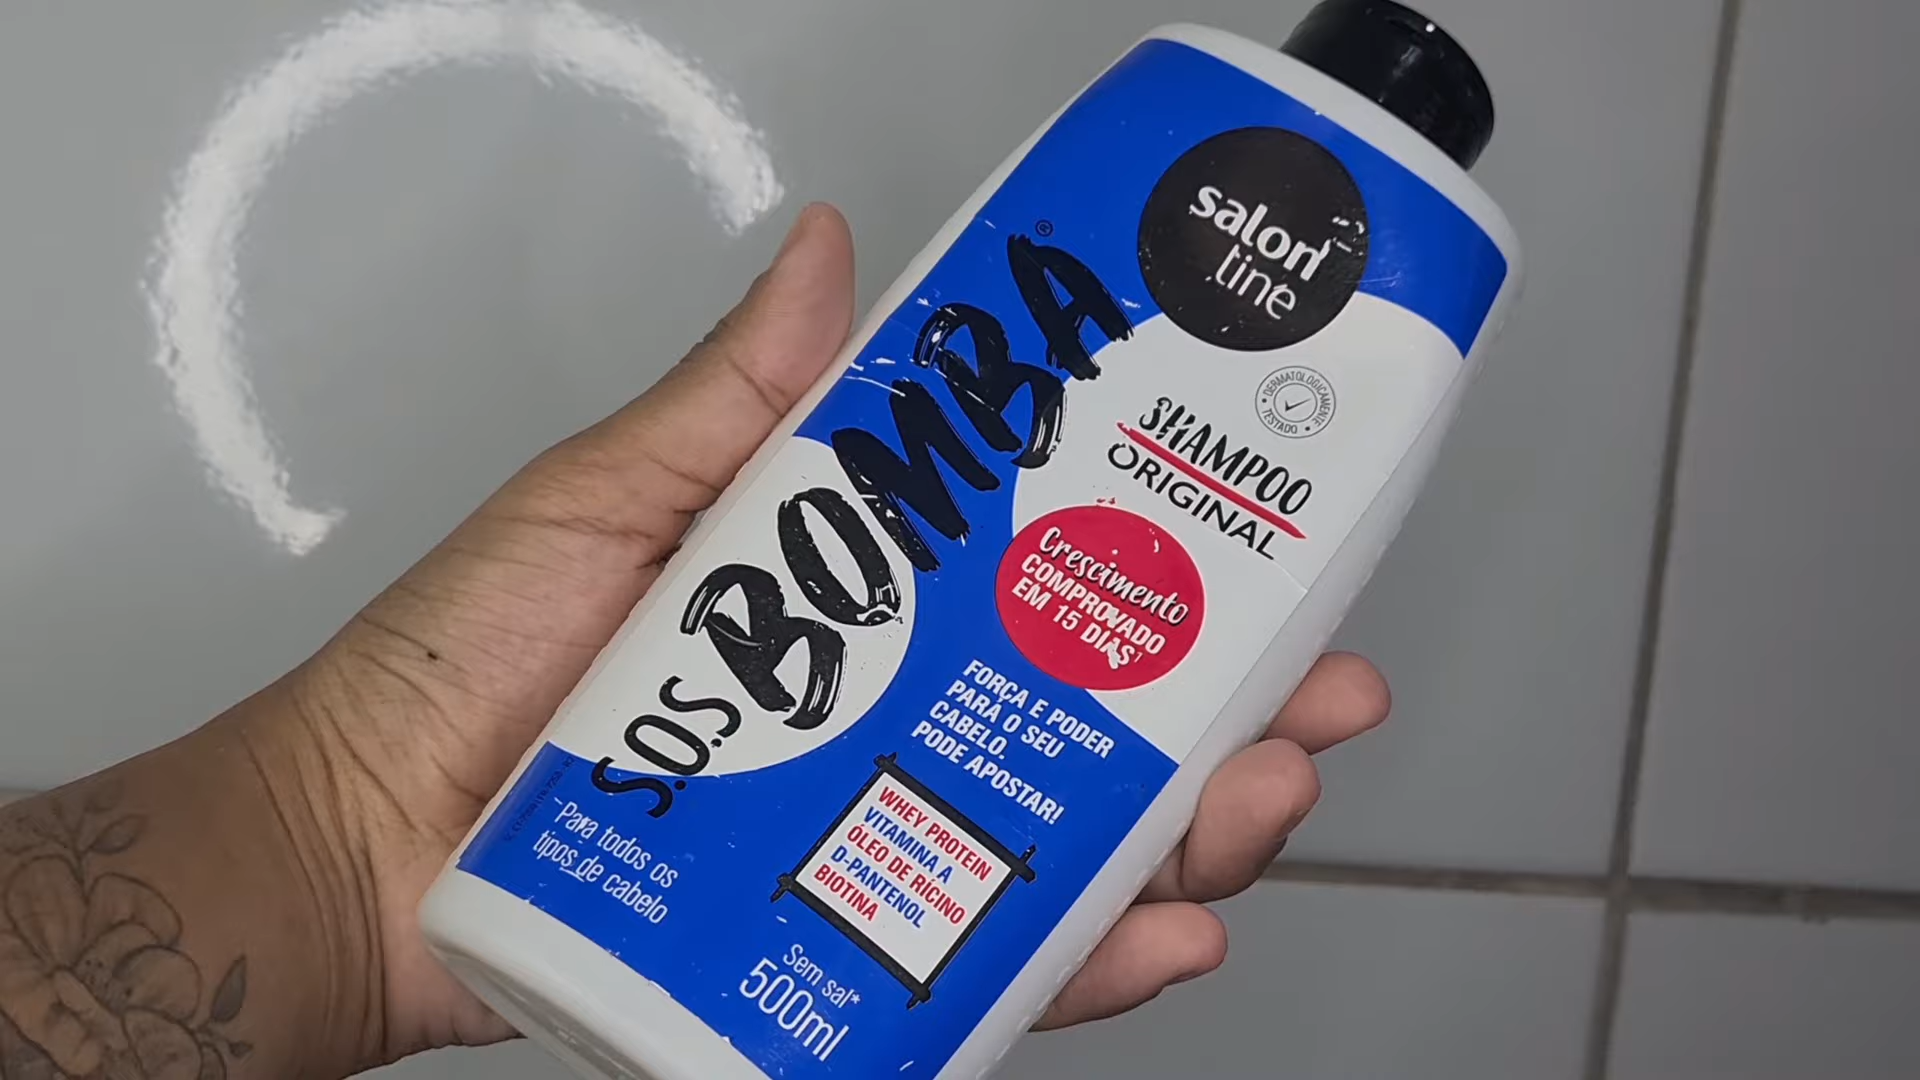 salon
line
DERMATOLOGICAMENTE
TESTADO
SHAMPOO
ORIGINAL
S.O.S BOMBA®
Crescimento
COMPROVADO
EM 15 DIAS¹
FORÇA E PODER
PARA O SEU
CABELO.
PODE APOSTAR!
WHEY PROTEIN
VITAMINA A
ÓLEO DE RÍCINO
D-PANTENOL
BIOTINA
Para todos os
tipos de cabelo
Sem sal*
500ml